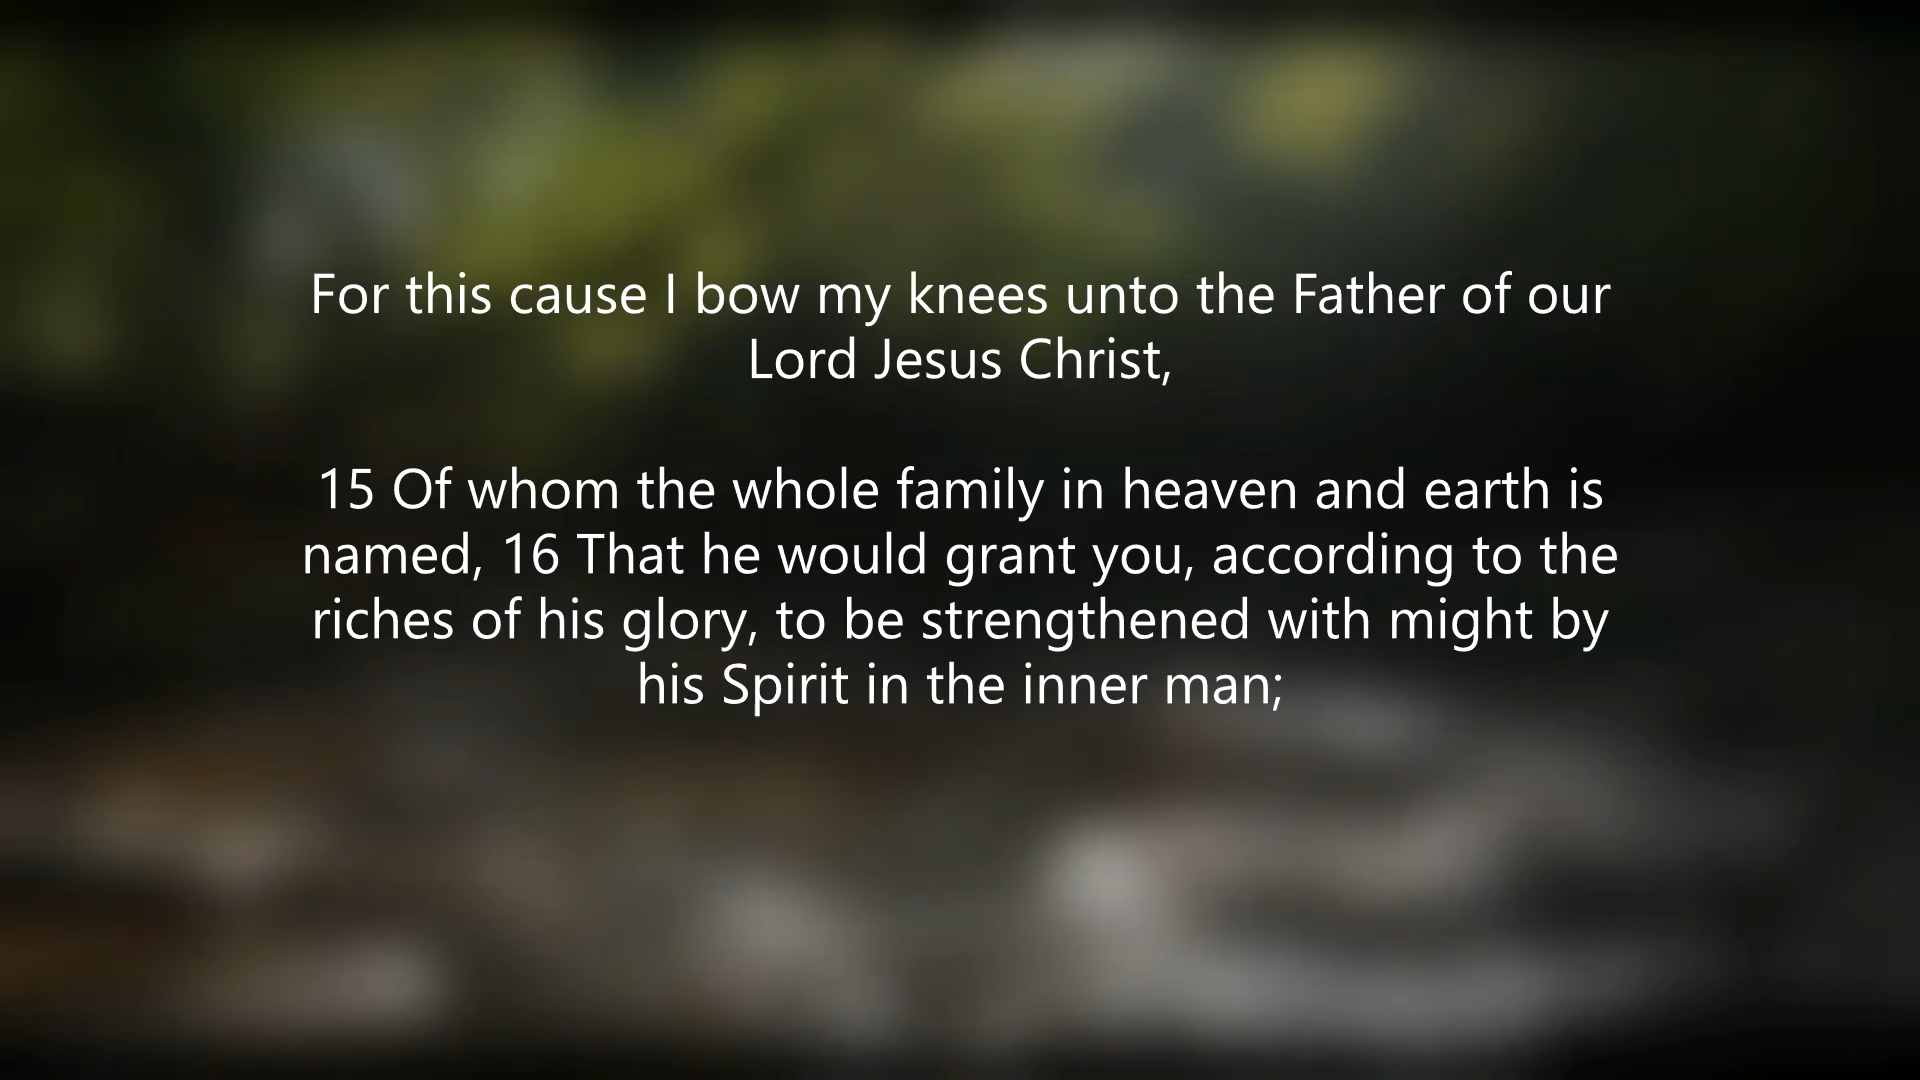 For this cause I bow my knees unto the Father of our
Lord Jesus Christ,
15 Of whom the whole family in heaven and earth is
named, 16 That he would grant you, according to the
riches of his glory, to be strengthened with might by
his Spirit in the inner man;